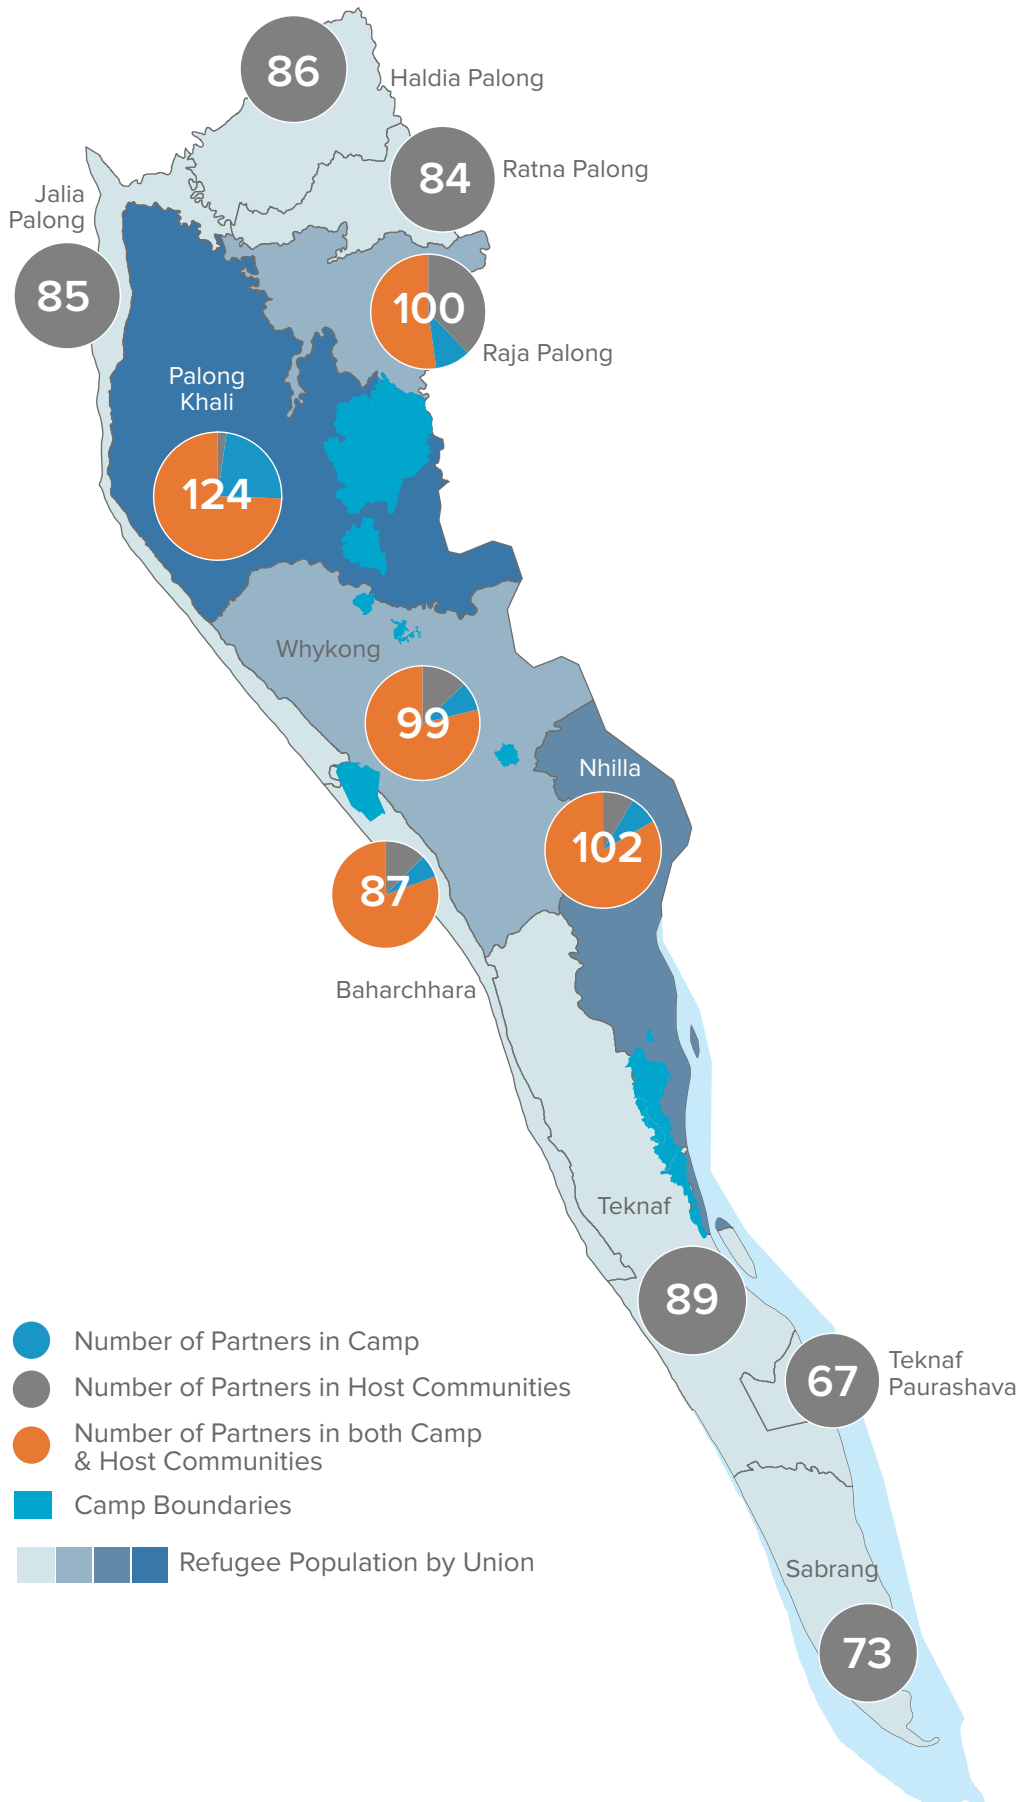 86
Haldia Palong
84
Ratna Palong
Jalia
Palong
85
100
Raja Palong
Palong
Khali
124
Whykong
99
Nhilla
102
87
Baharchhara
Teknaf
89
67
Teknaf
Paurashava
Number of Partners in Camp
Number of Partners in Host Communities
Number of Partners in both Camp
& Host Communities
Camp Boundaries
Refugee Population by Union
Sabrang
73